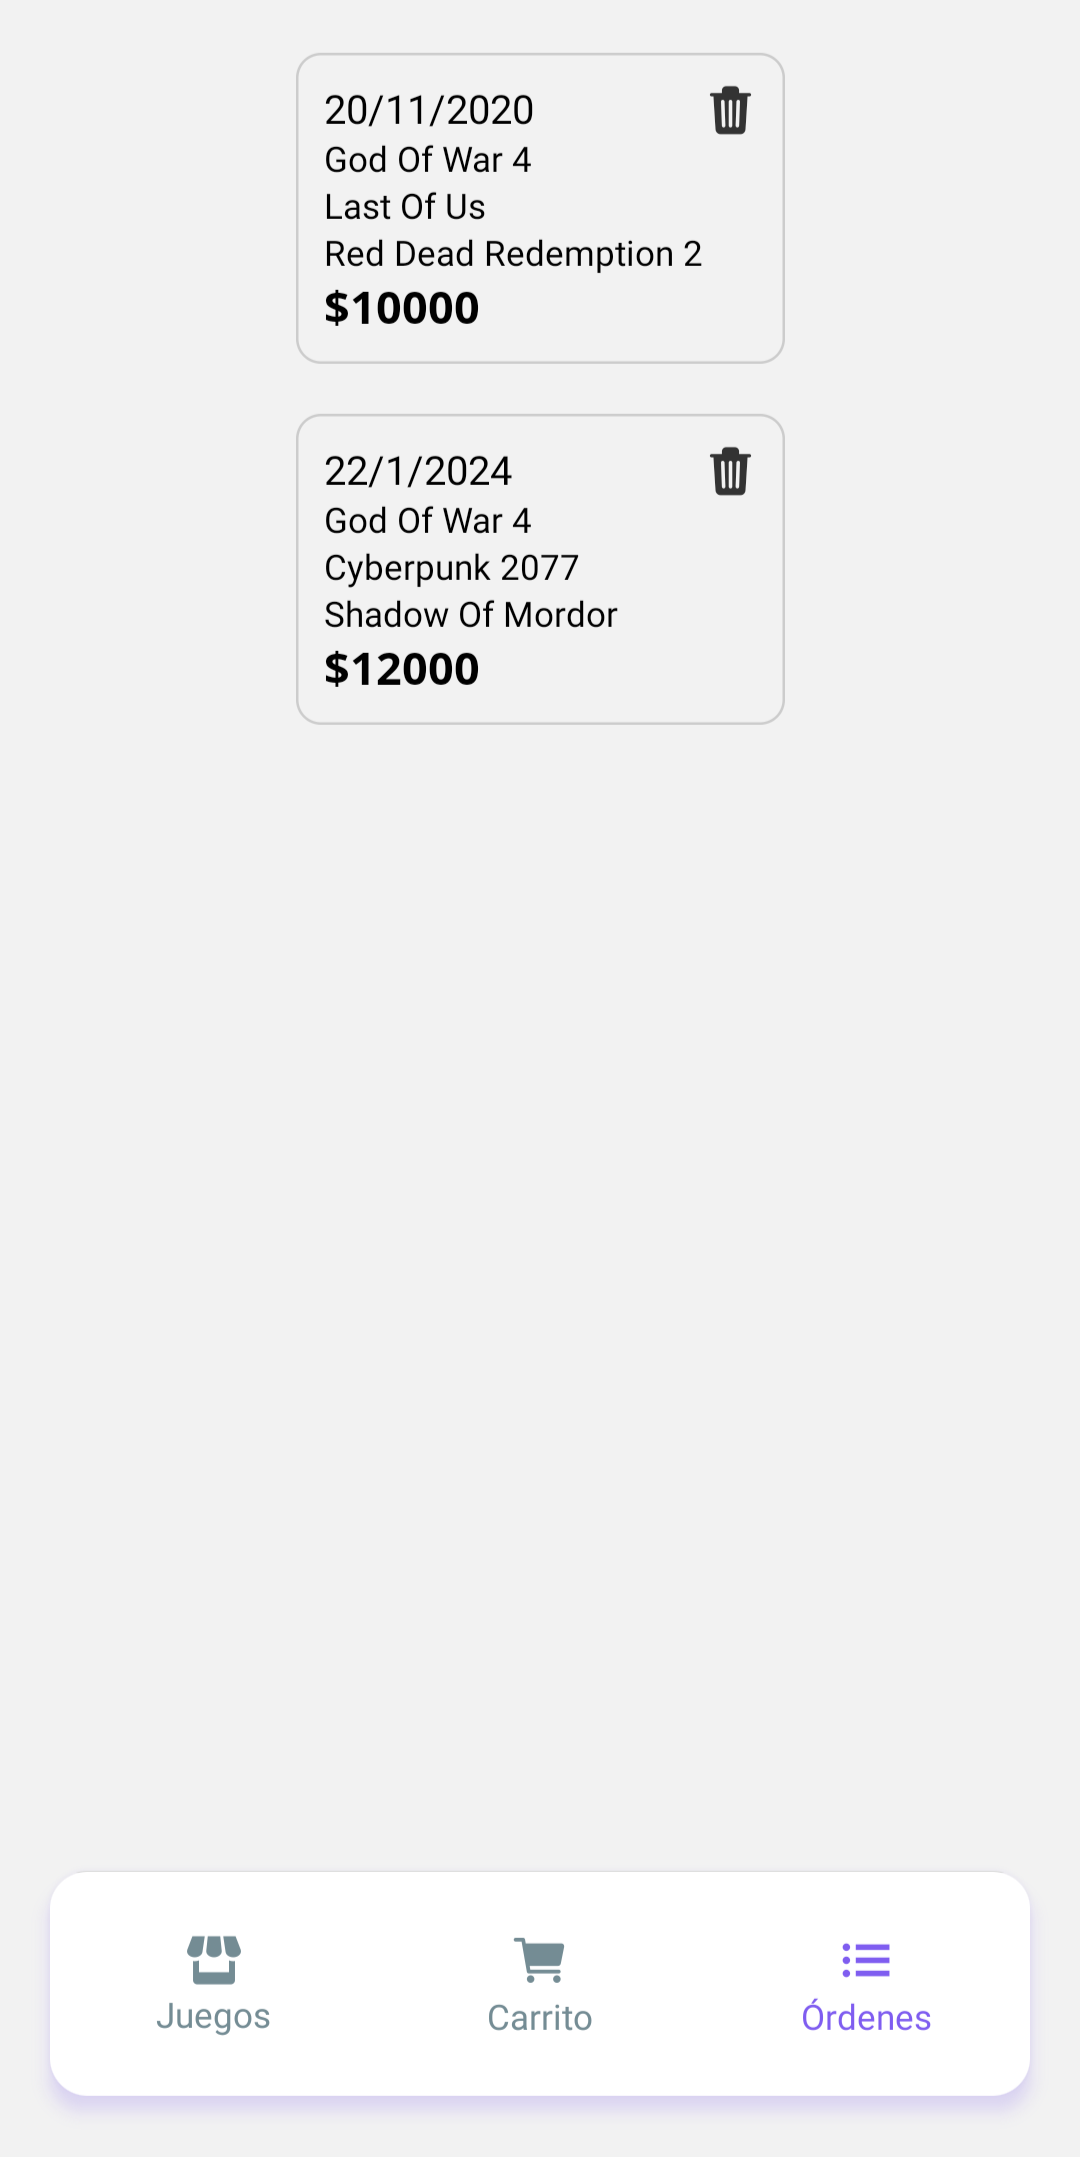 20/11/2020
God Of War 4
Last Of Us
Red Dead Redemption 2
$10000
22/1/2024
God Of War 4
Cyberpunk 2077
Shadow Of Mordor
$12000
Juegos
Carrito
Órdenes